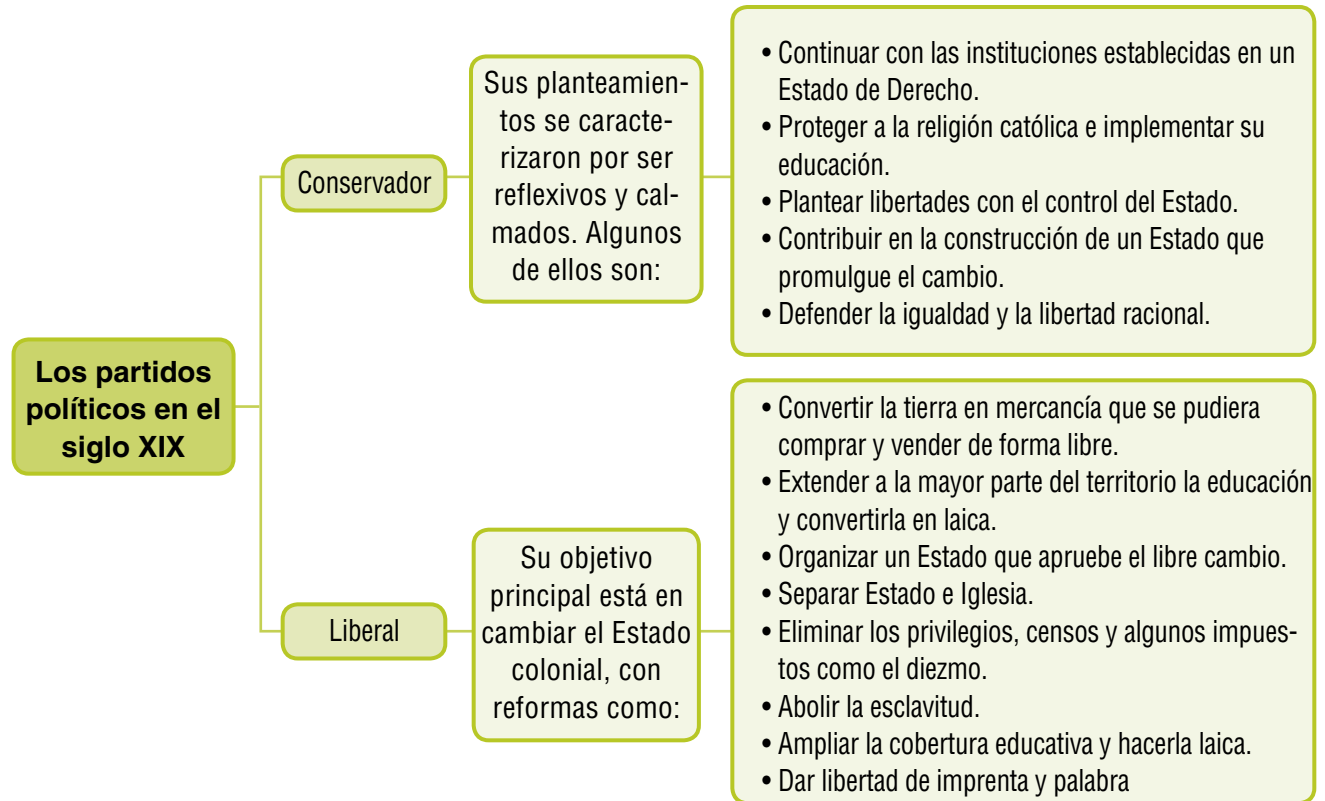 Los partidos
políticos en el
siglo XIX
Conservador
Sus planteamien-
tos se caracte-
rizaron por ser
reflexivos y cal-
mados. Algunos
de ellos son:
• Continuar con las instituciones establecidas en un
Estado de Derecho.
• Proteger a la religión católica e implementar su
educación.
• Plantear libertades con el control del Estado.
• Contribuir en la construcción de un Estado que
promulgue el cambio.
• Defender la igualdad y la libertad racional.
Liberal
Su objetivo
principal está en
cambiar el Estado
colonial, con
reformas como:
• Convertir la tierra en mercancía que se pudiera
comprar y vender de forma libre.
• Extender a la mayor parte del territorio la educación
y convertirla en laica.
• Organizar un Estado que apruebe el libre cambio.
• Separar Estado e Iglesia.
• Eliminar los privilegios, censos y algunos impues-
tos como el diezmo.
• Abolir la esclavitud.
• Ampliar la cobertura educativa y hacerla laica.
• Dar libertad de imprenta y palabra